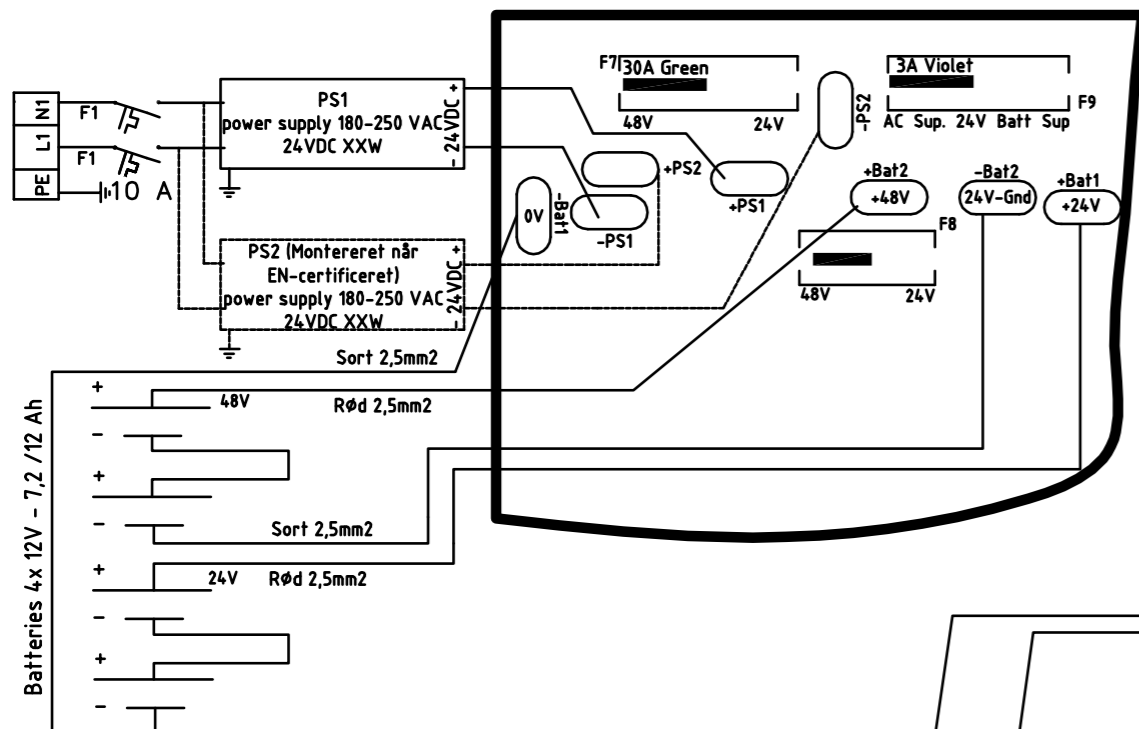 N1
L1
PE
F1
F1
10 A
PS1
power supply 180-250 VAC
24VDC XXW
- 24VDC +
PS2 (Montereret når
EN-certificeret)
power supply 180-250 VAC
24VDC XXW
- 24VDC +
F7
30A Green
48V
24V
-PS2
3A Violet
F9
AC Sup. 24V Batt Sup
+PS2
+PS1
0V
-Bat1
-PS1
+Bat2
+48V
-Bat2
24V-Gnd
+Bat1
+24V
F8
48V
24V
Sort 2,5mm2
48V
Rød 2,5mm2
Sort 2,5mm2
24V
Rød 2,5mm2
Batteries 4x 12V - 7,2 /12 Ah
+
-
+
-
+
-
+
-